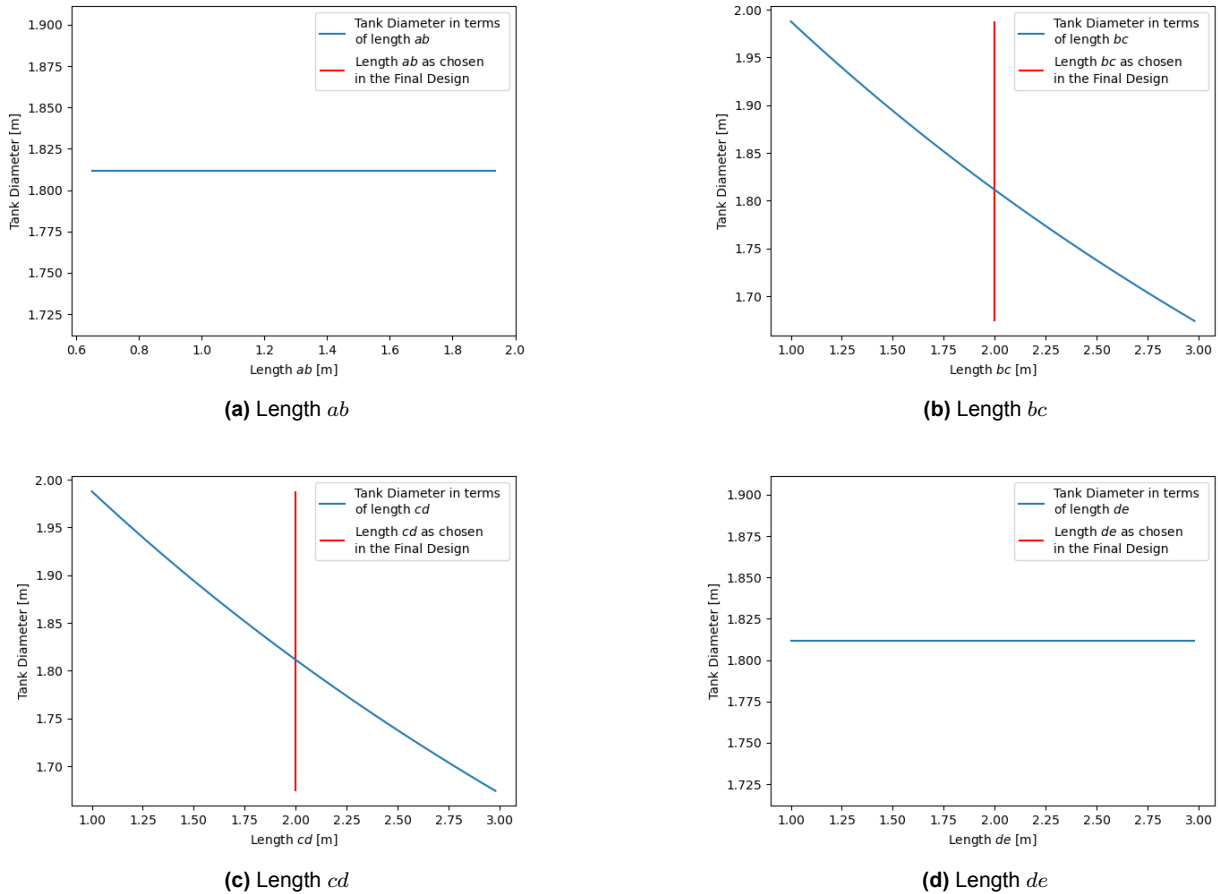 1.900
1.875
1.850
1.825
1.800
1.775
1.750
1.725
Tank Diameter [m]
Tank Diameter in terms
of length ab
Length ab as chosen
in the Final Design
0.6 0.8 1.0 1.2 1.4 1.6 1.8 2.0
Length ab [m]
(a) Length ab
2.00
1.95
1.90
1.85
1.80
1.75
1.70
Tank Diameter [m]
Tank Diameter in terms
of length bc
Length bc as chosen
in the Final Design
1.00 1.25 1.50 1.75 2.00 2.25 2.50 2.75 3.00
Length bc [m]
(b) Length bc
2.00
1.95
1.90
1.85
1.80
1.75
1.70
Tank Diameter [m]
Tank Diameter in terms
of length cd
Length cd as chosen
in the Final Design
1.00 1.25 1.50 1.75 2.00 2.25 2.50 2.75 3.00
Length cd [m]
(c) Length cd
1.900
1.875
1.850
1.825
1.800
1.775
1.750
1.725
Tank Diameter [m]
Tank Diameter in terms
of length de
Length de as chosen
in the Final Design
1.00 1.25 1.50 1.75 2.00 2.25 2.50 2.75 3.00
Length de [m]
(d) Length de